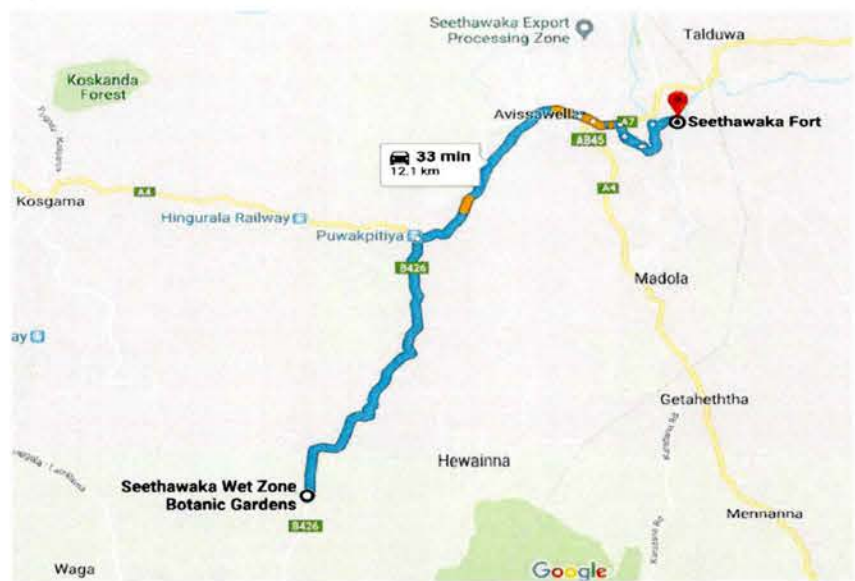 Seethawaka Export
Processing Zone
Talduwa
Koskanda
Forest
Avissawella
A7
Seethawaka Fort
AB45
33 min
12.1 km
A4
A4
Kosgama
Hingurala Railway
Puwakpitiya
B426
Madola
ay
Getaheththa
Hewainna
Seethawaka Wet Zone
Botanic Gardens
B426
Mennanna
Waga
Google